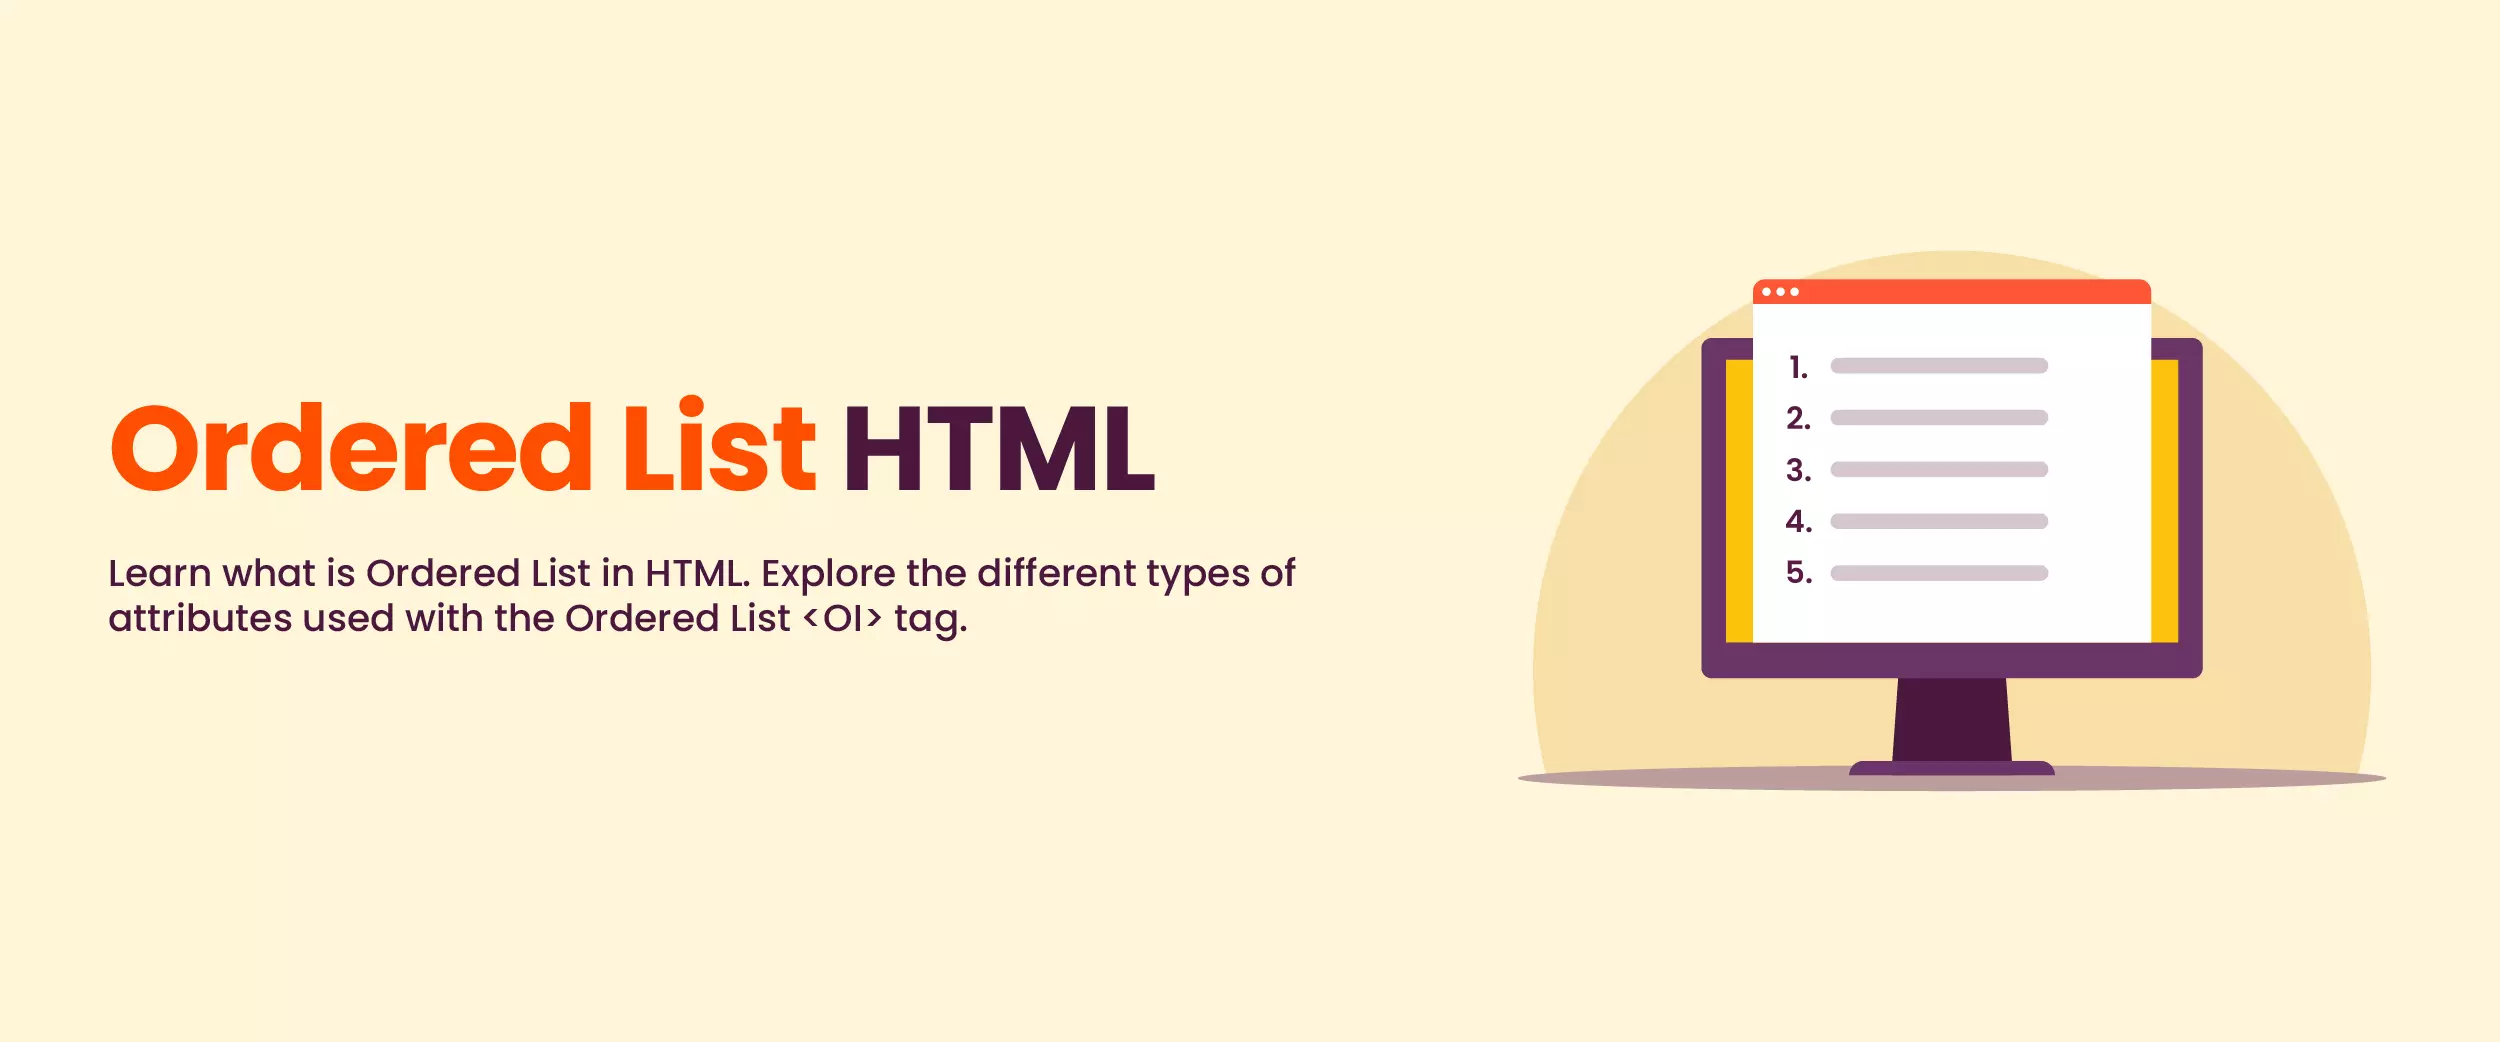 Ordered List HTML
Learn what is Ordered List in HTML. Explore the different types of
attributes used with the Ordered List <Ol> tag.
1.
2.
3.
4.
5.